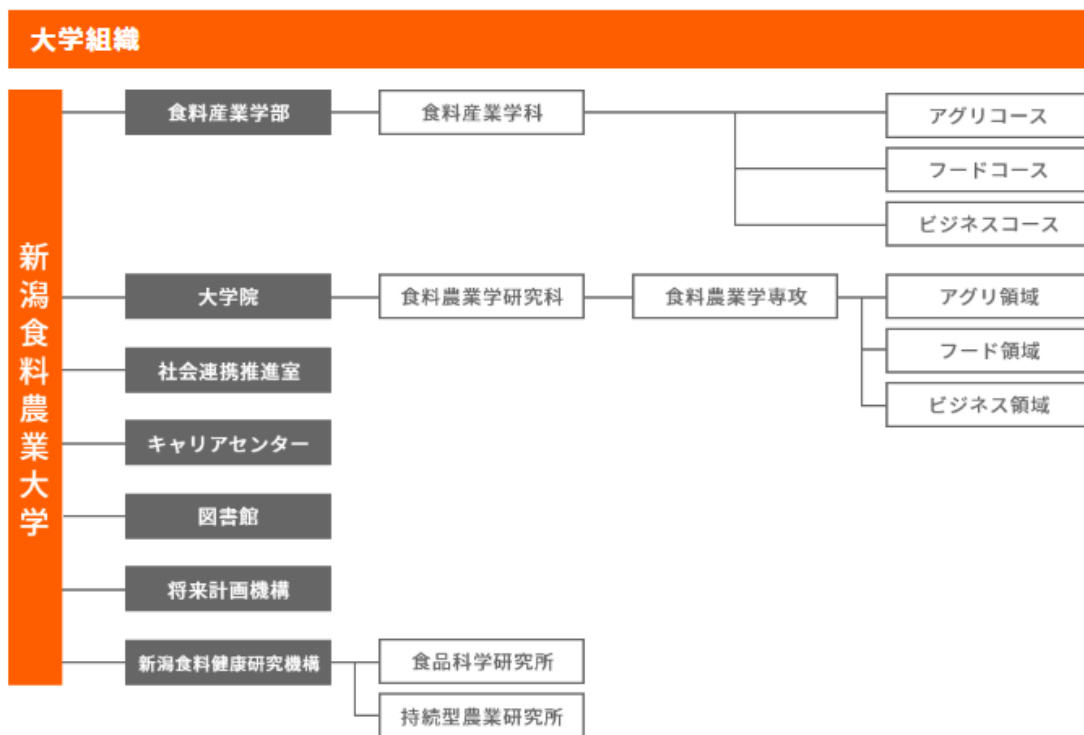 大学組織
新潟食料農業大学
食料産業学部
食料産業学科
アグリコース
フードコース
ビジネスコース
大学院
食料農業学研究科
食料農業学専攻
アグリ領域
フード領域
ビジネス領域
社会連携推進室
キャリアセンター
図書館
将来計画機構
新潟食料健康研究機構
食品科学研究所
持続型農業研究所